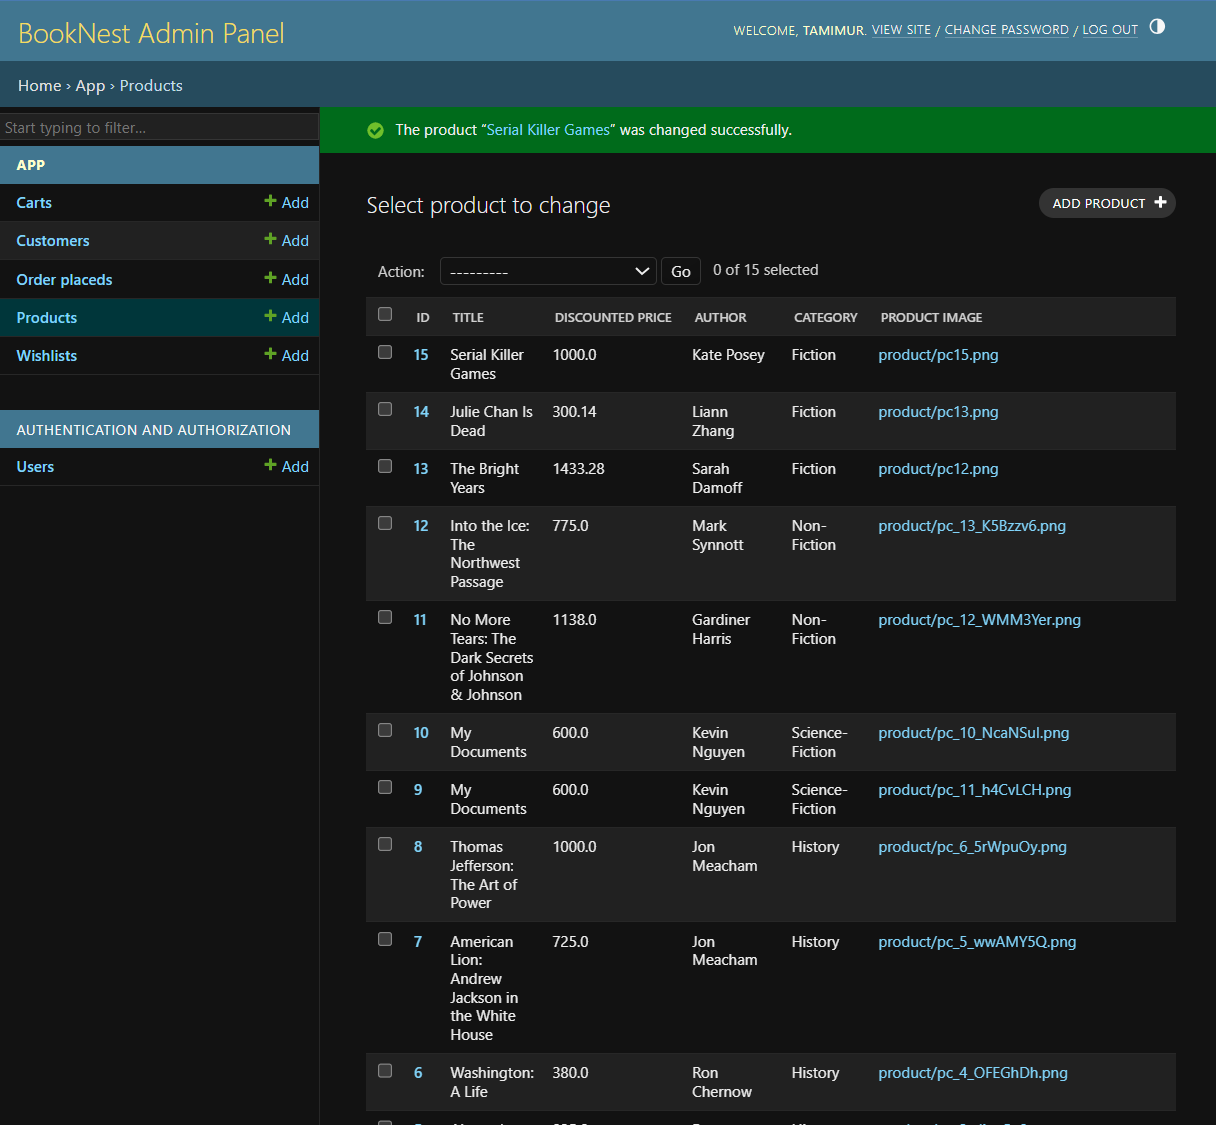 BookNest Admin Panel
WELCOME, TAMIMUR. VIEW SITE / CHANGE PASSWORD / LOG OUT
Home › App › Products
Start typing to filter...
APP
Carts + Add
Customers + Add
Order placeds + Add
Products + Add
Wishlists + Add
AUTHENTICATION AND AUTHORIZATION
Users + Add
The product “Serial Killer Games” was changed successfully.
Select product to change
ADD PRODUCT +
Action: --------- Go 0 of 15 selected
ID TITLE DISCOUNTED PRICE AUTHOR CATEGORY PRODUCT IMAGE
15 Serial Killer 1000.0 Kate Posey Fiction product/pc15.png
Games
14 Julie Chan Is 300.14 Liann Fiction product/pc13.png
Dead Zhang
13 The Bright 1433.28 Sarah Fiction product/pc12.png
Years Damoff
12 Into the Ice: 775.0 Mark Non- product/pc_13_K5Bzzv6.png
The Synnott Fiction
Northwest
Passage
11 No More 1138.0 Gardiner Non- product/pc_12_WMM3Yer.png
Tears: The Harris Fiction
Dark Secrets
of Johnson
& Johnson
10 My 600.0 Kevin Science- product/pc_10_NcaNSul.png
Documents Nguyen Fiction
9 My 600.0 Kevin Science- product/pc_11_h4CvLCH.png
Documents Nguyen Fiction
8 Thomas 1000.0 Jon History product/pc_6_5rWpuOy.png
Jefferson: Meacham
The Art of
Power
7 American 725.0 Jon History product/pc_5_wwAMY5Q.png
Lion: Meacham
Andrew
Jackson in
the White
House
6 Washington: 380.0 Ron History product/pc_4_OFEGhDh.png
A Life Chernow